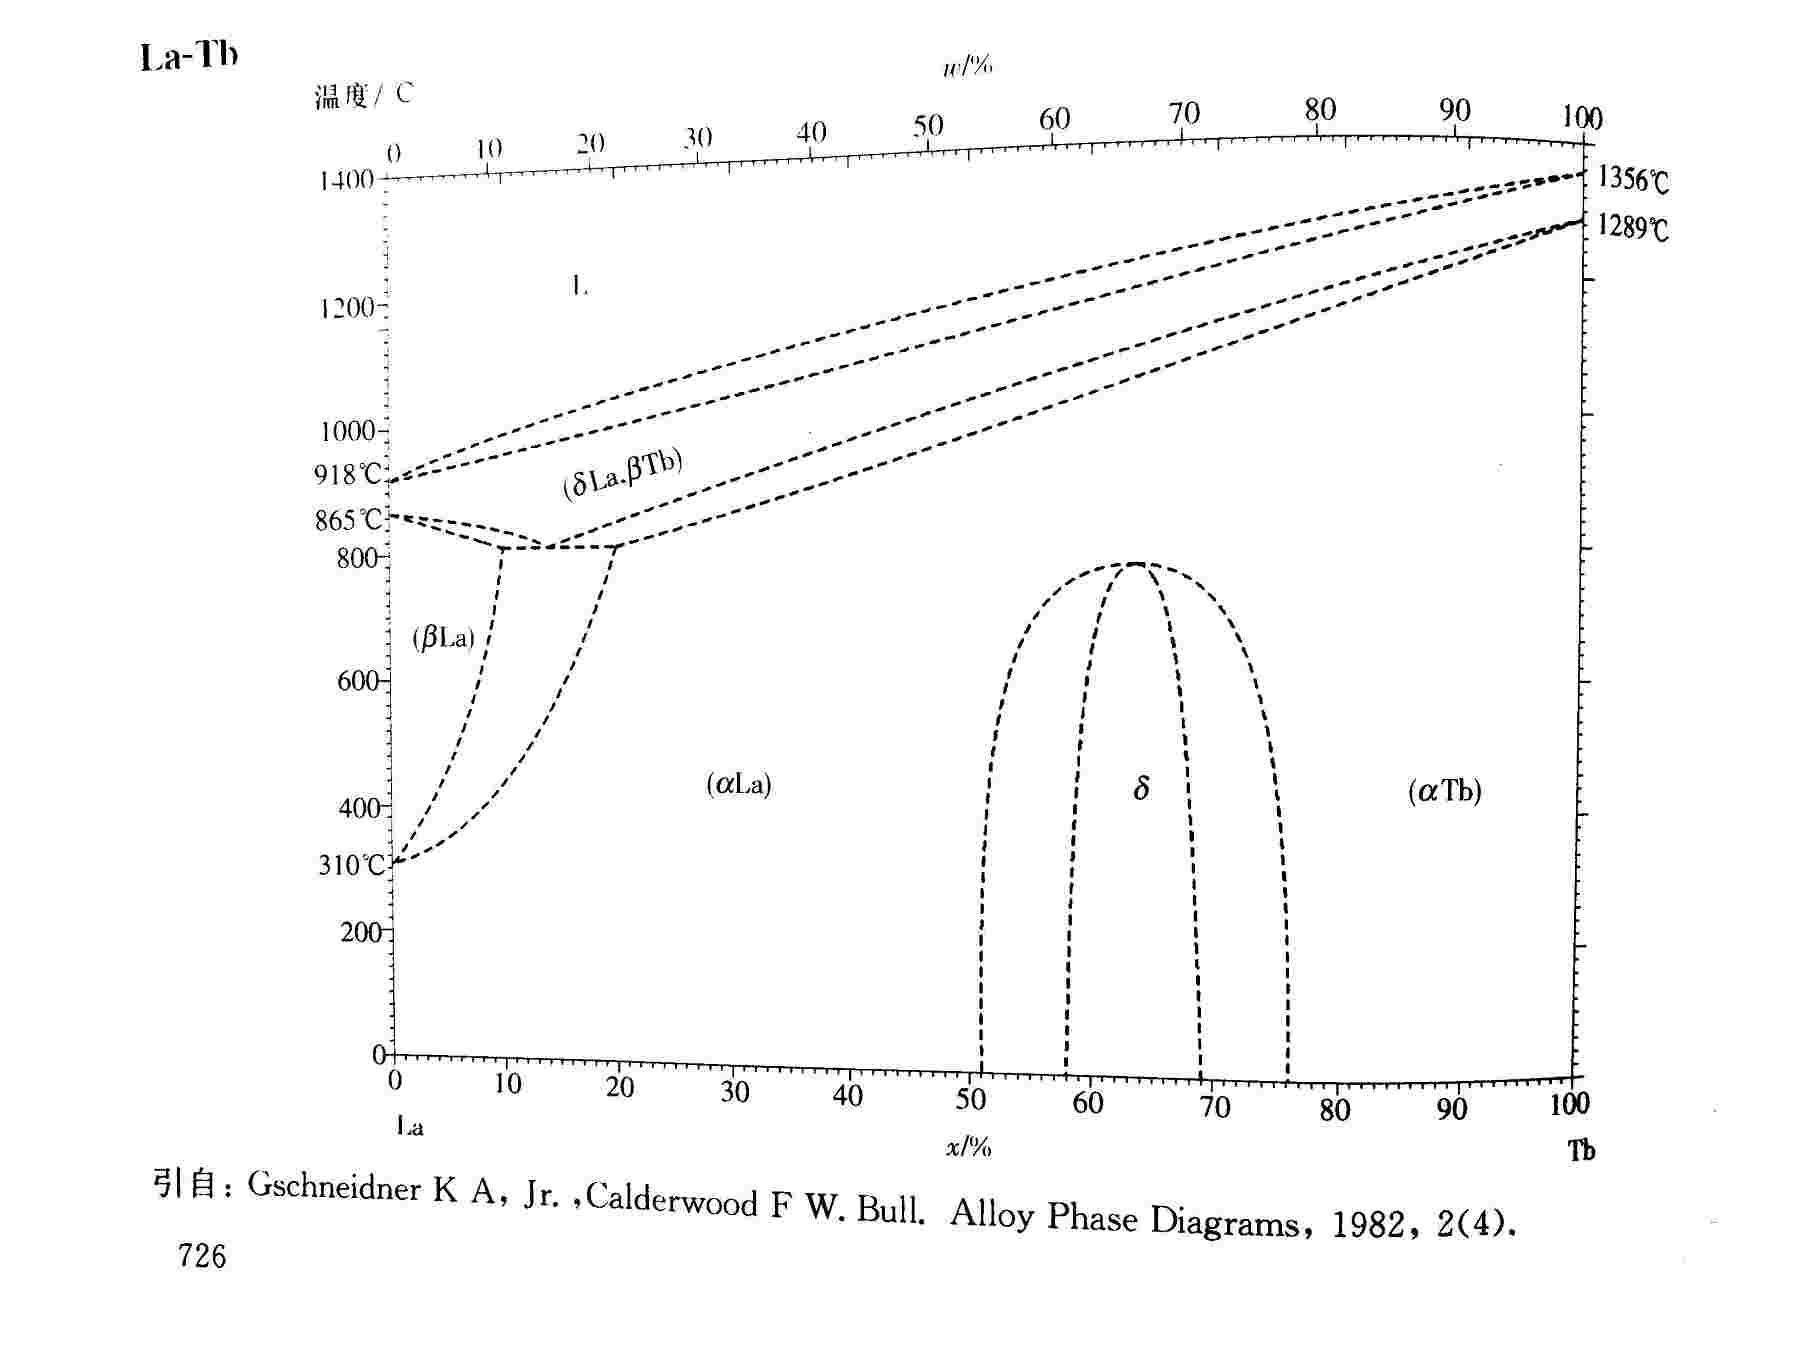 La-Tb
w/%
温度/ C
0 10 20 30 40 50 60 70 80 90 100
1400
1356℃
1289℃
L
1200
1000
918℃
(δLa.βTb)
865℃
800
(βLa)
600
(αLa)
δ
(αTb)
400
310℃
200
0
0 10 20 30 40 50 60 70 80 90 100
La
x/%
Tb
引自: Gschneidner K A, Jr. ,Calderwood F W. Bull. Alloy Phase Diagrams, 1982, 2(4).
726